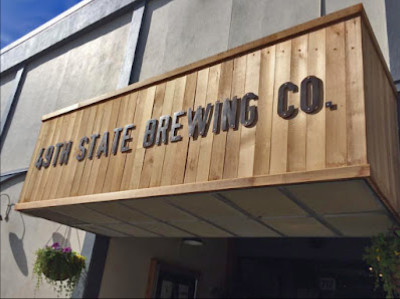 49TH STATE BREWING CO.